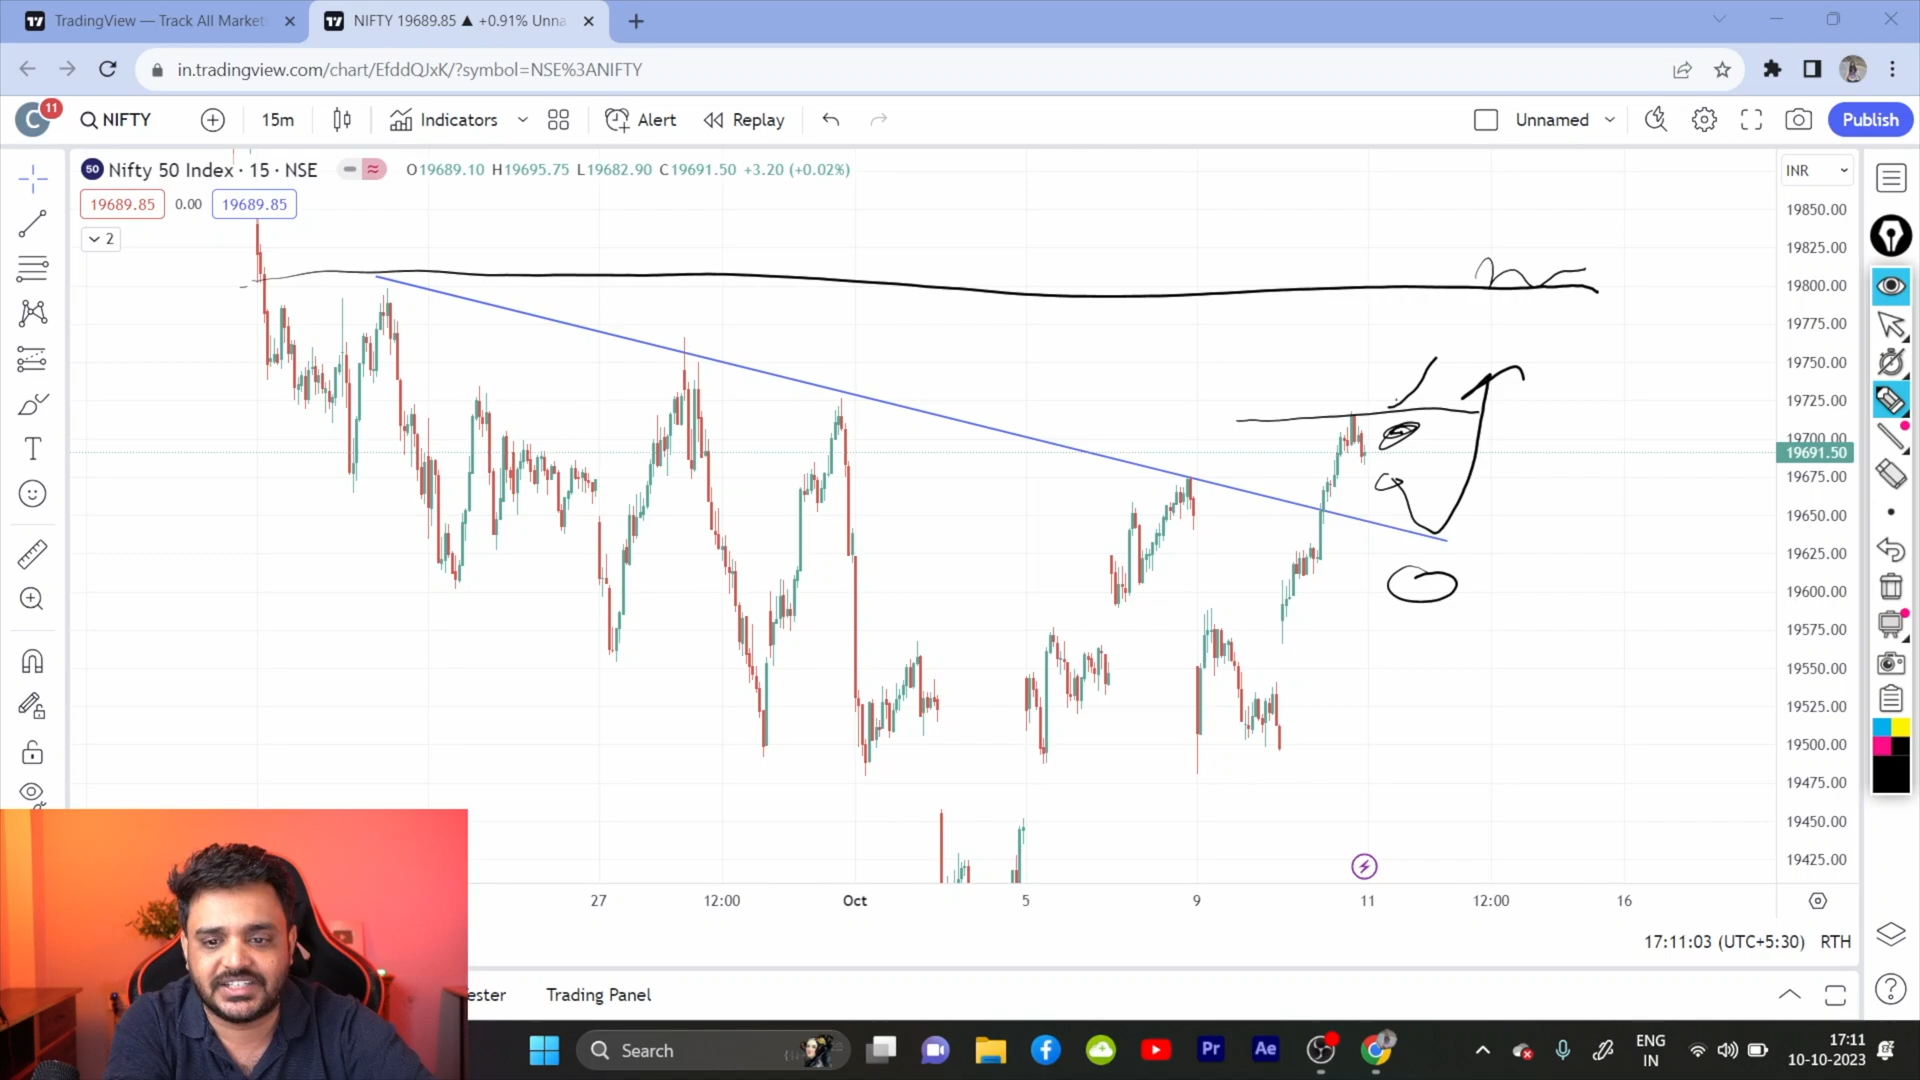 TradingView — Track All Market
NIFTY 19689.85 ▲ +0.91% Unna
in.tradingview.com/chart/EfddQJxK/?symbol=NSE%3ANIFTY
C
11
NIFTY
15m
Indicators
Alert
Replay
Unnamed
Publish
50
Nifty 50 Index · 15 · NSE
O19689.10 H19695.75 L19682.90 C19691.50 +3.20 (+0.02%)
INR
19689.85
0.00
19689.85
2
19850.00
19825.00
19800.00
19775.00
19750.00
19725.00
19700.00
19691.50
19675.00
19650.00
19625.00
19600.00
19575.00
19550.00
19525.00
19500.00
19475.00
19450.00
19425.00
27
12:00
Oct
5
9
11
12:00
16
17:11:03 (UTC+5:30)
RTH
ester
Trading Panel
Search
Pr
Ae
ENG
IN
17:11
10-10-2023